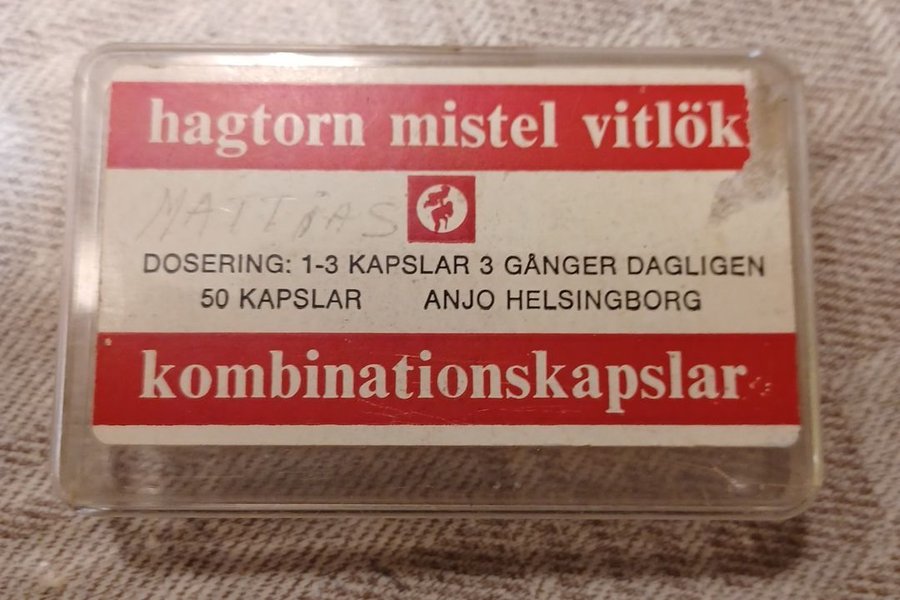 hagtorn mistel vitlök
MATTIAS
DOSERING: 1-3 KAPSLAR 3 GÅNGER DAGLIGEN
50 KAPSLAR ANJO HELSINGBORG
kombinationskapslar